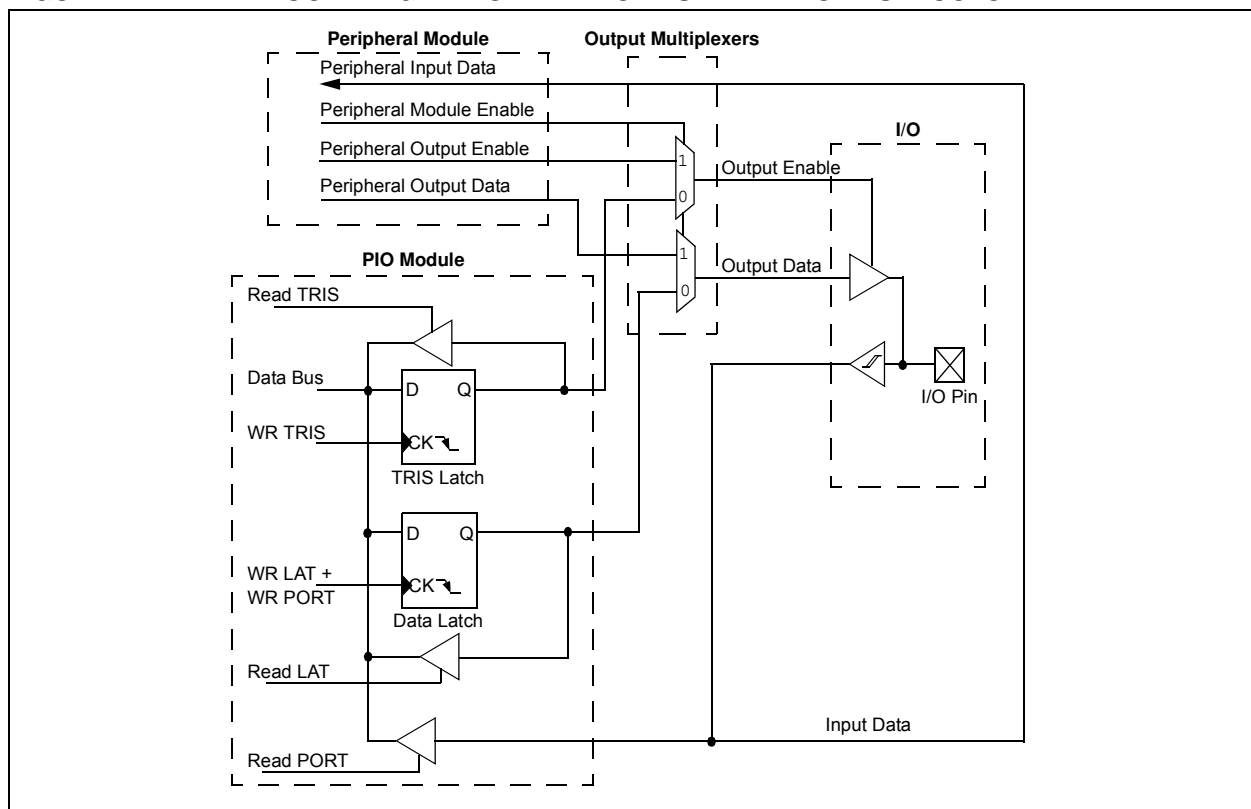 Peripheral Module
Output Multiplexers
Peripheral Input Data
Peripheral Module Enable
I/O
Peripheral Output Enable
1
Output Enable
Peripheral Output Data
0
PIO Module
1
Output Data
0
Read TRIS
Data Bus
D Q
I/O Pin
WR TRIS
CK
TRIS Latch
D Q
WR LAT +
WR PORT
CK
Data Latch
Read LAT
Input Data
Read PORT